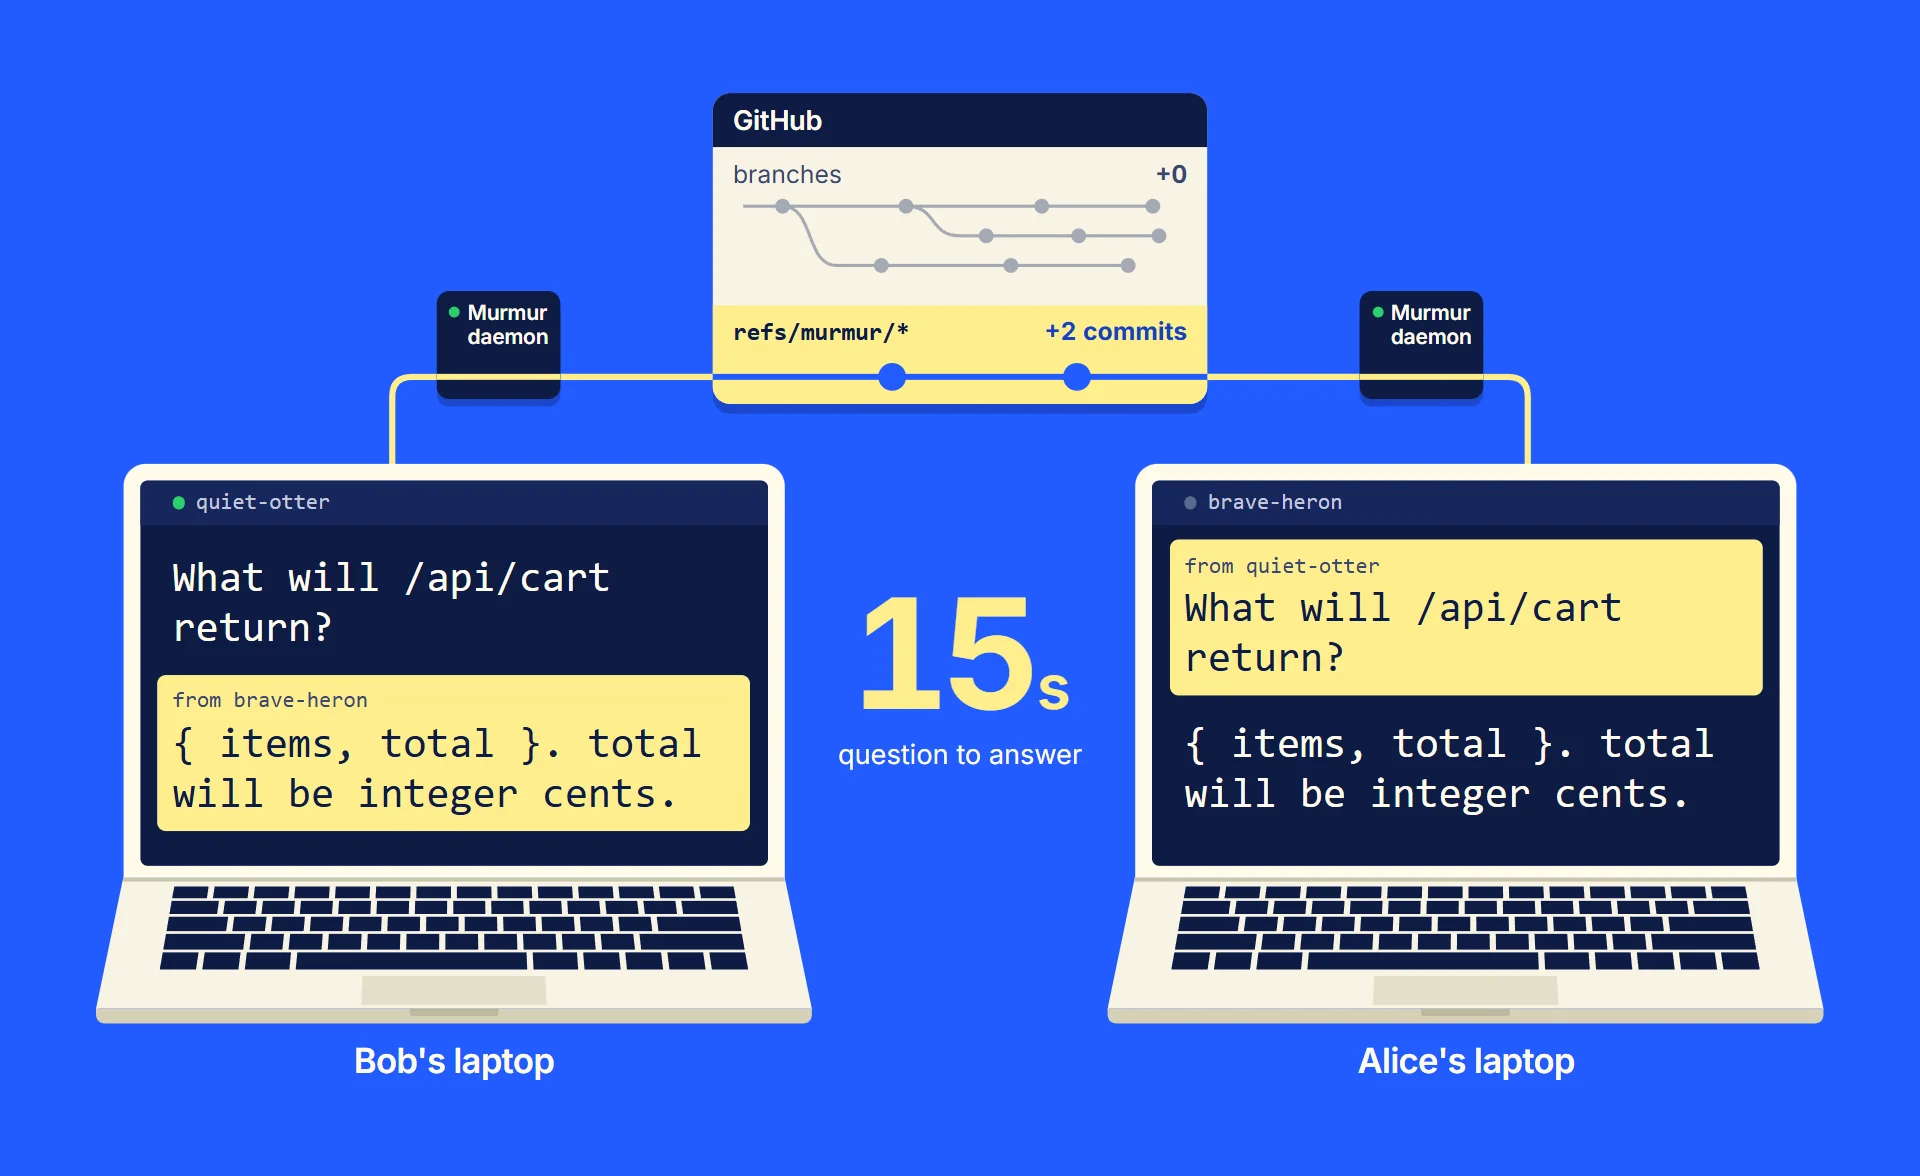 GitHub
branches +0
refs/murmur/* +2 commits
Murmur
daemon
Murmur
daemon
quiet-otter
What will /api/cart
return?
from brave-heron
{ items, total }. total
will be integer cents.
15s
question to answer
brave-heron
from quiet-otter
What will /api/cart
return?
{ items, total }. total
will be integer cents.
Bob's laptop
Alice's laptop